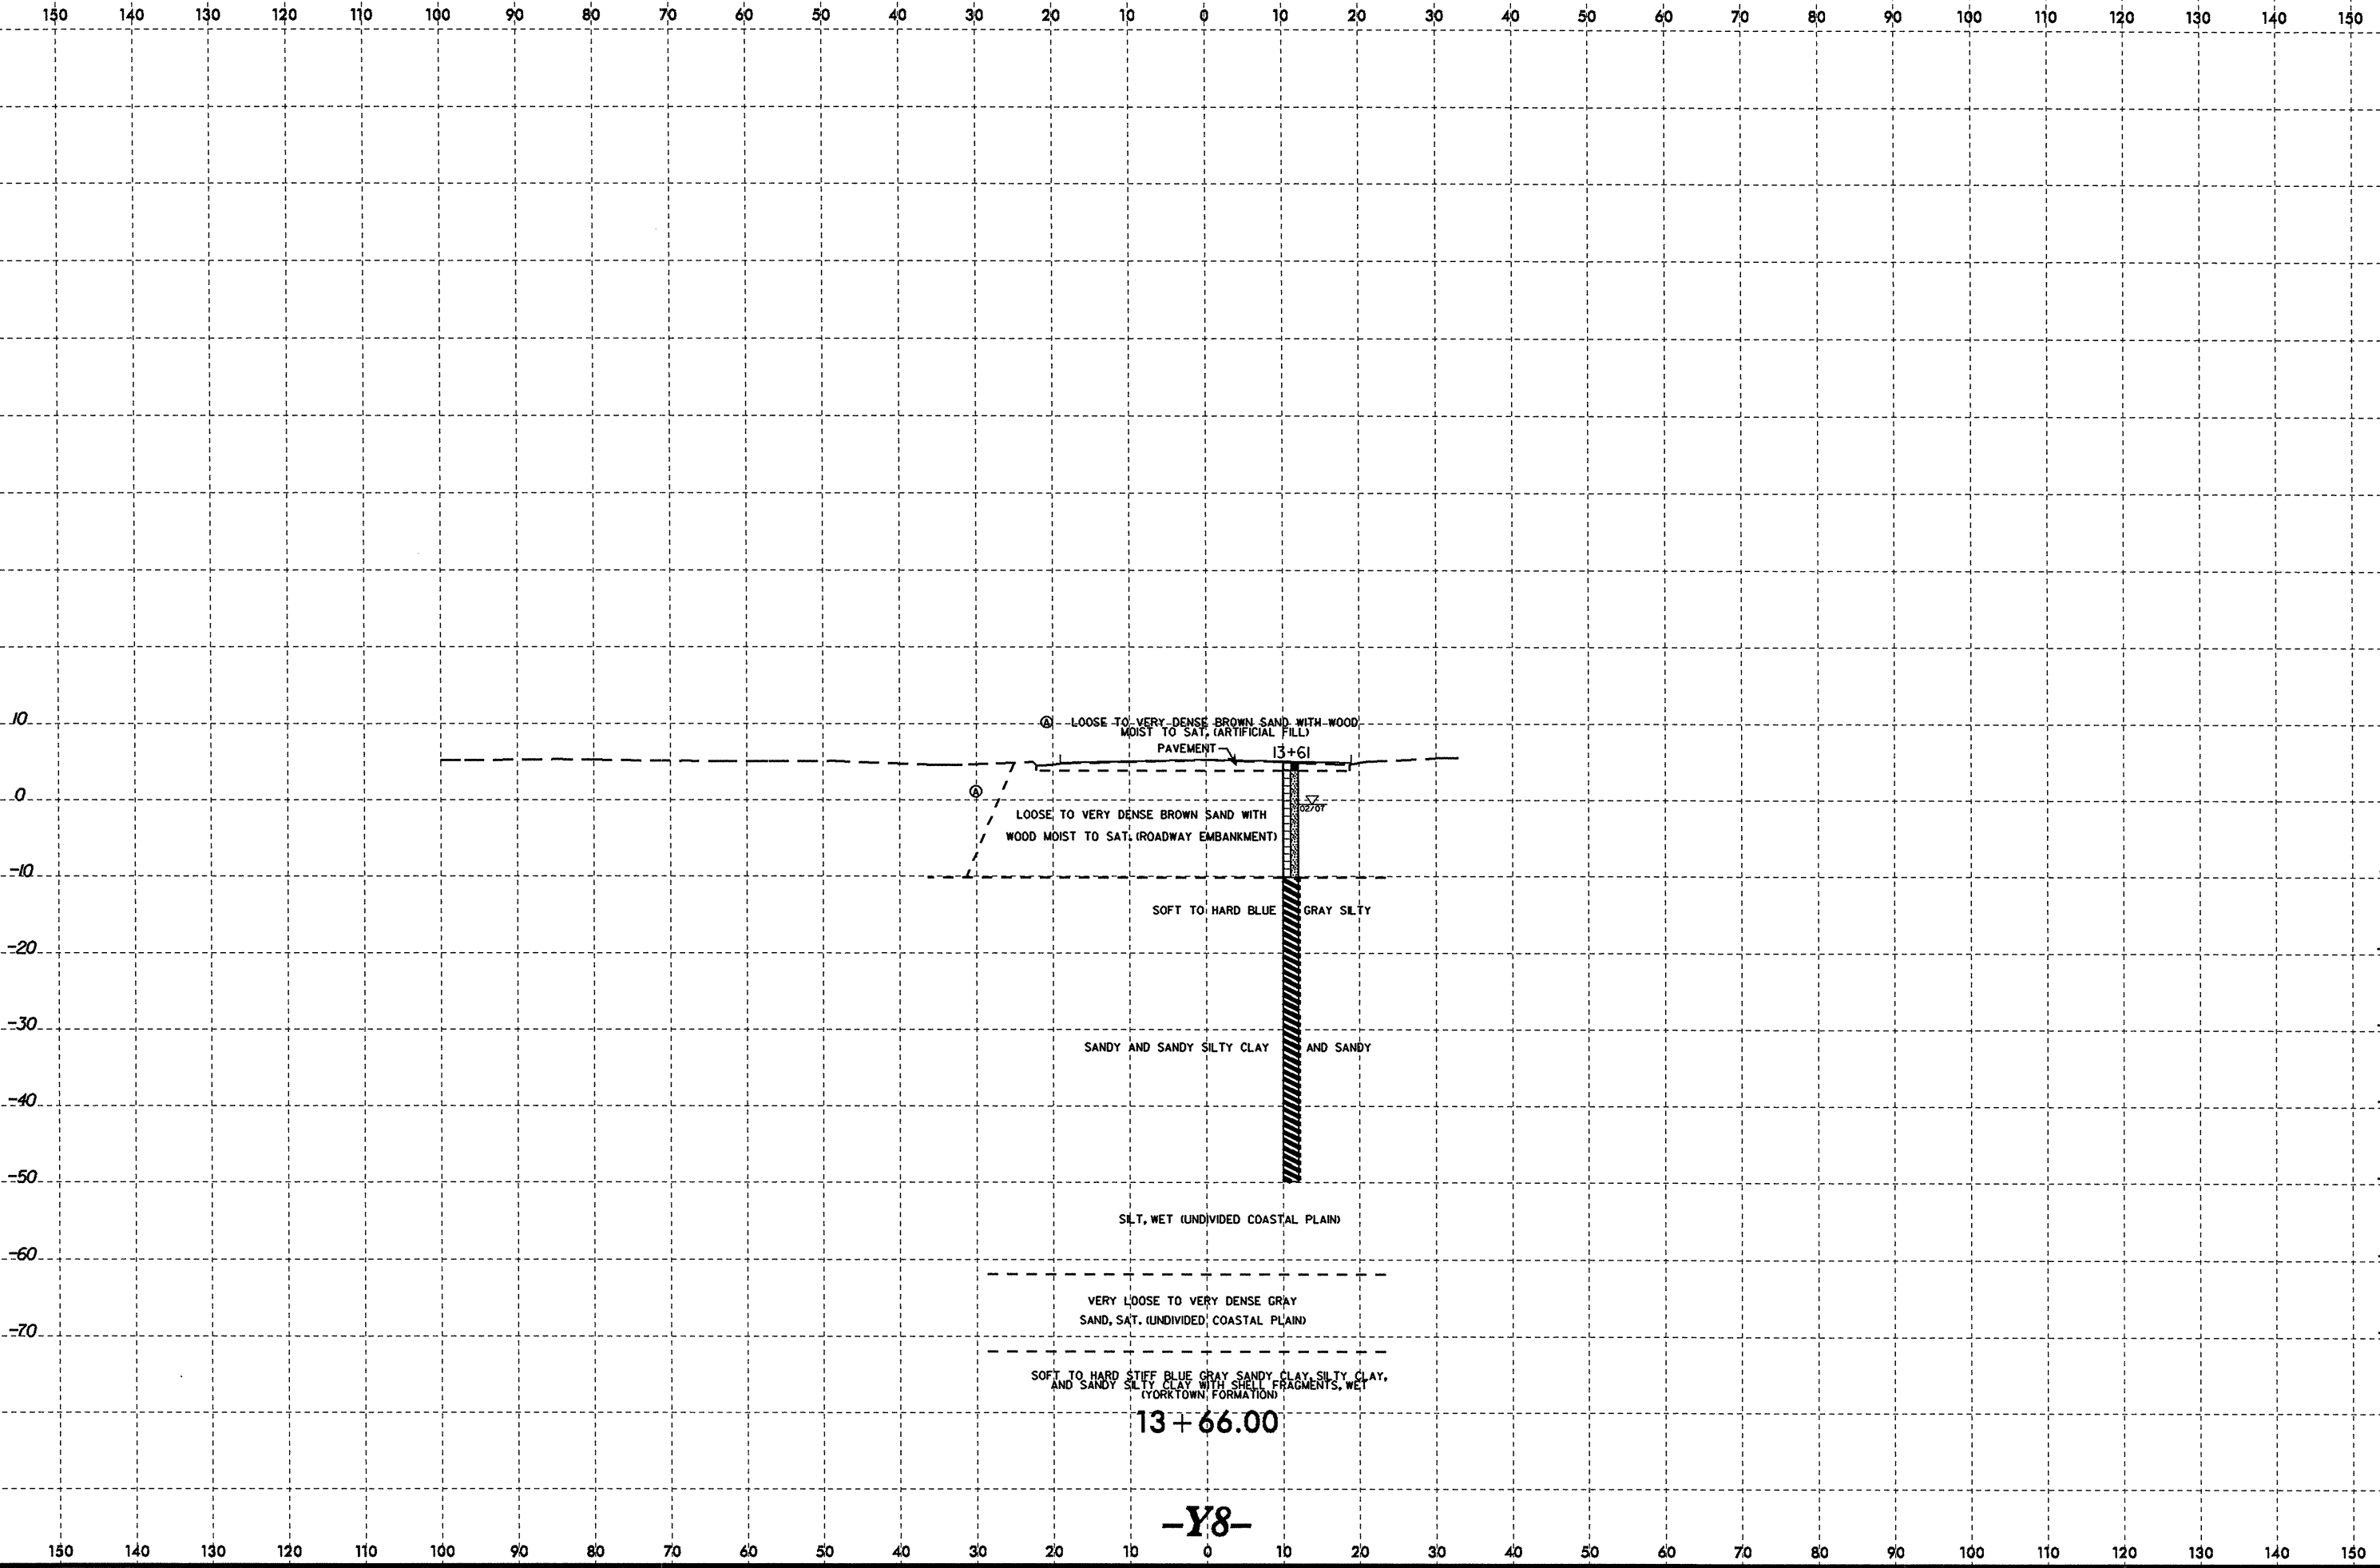 150 140 130 120 110 100 90 80 70 60 50 40 30 20 10 0 10 20 30 40 50 60 70 80 90 100 110 120 130 140 150
10
Ⓐ LOOSE TO VERY DENSE BROWN SAND WITH WOOD
MOIST TO SAT. (ARTIFICIAL FILL)
PAVEMENT 13+61
Ⓐ
0
02/07
LOOSE TO VERY DENSE BROWN SAND WITH
WOOD MOIST TO SAT. (ROADWAY EMBANKMENT)
-10
SOFT TO HARD BLUE GRAY SILTY
-20
-30
SANDY AND SANDY SILTY CLAY AND SANDY
-40
-50
SILT, WET (UNDIVIDED COASTAL PLAIN)
-60
VERY LOOSE TO VERY DENSE GRAY
SAND, SAT. (UNDIVIDED COASTAL PLAIN)
-70
SOFT TO HARD STIFF BLUE GRAY SANDY CLAY, SILTY CLAY,
AND SANDY SILTY CLAY WITH SHELL FRAGMENTS, WET
(YORKTOWN FORMATION)
13+66.00
-Y8-
150 140 130 120 110 100 90 80 70 60 50 40 30 20 10 0 10 20 30 40 50 60 70 80 90 100 110 120 130 140 150